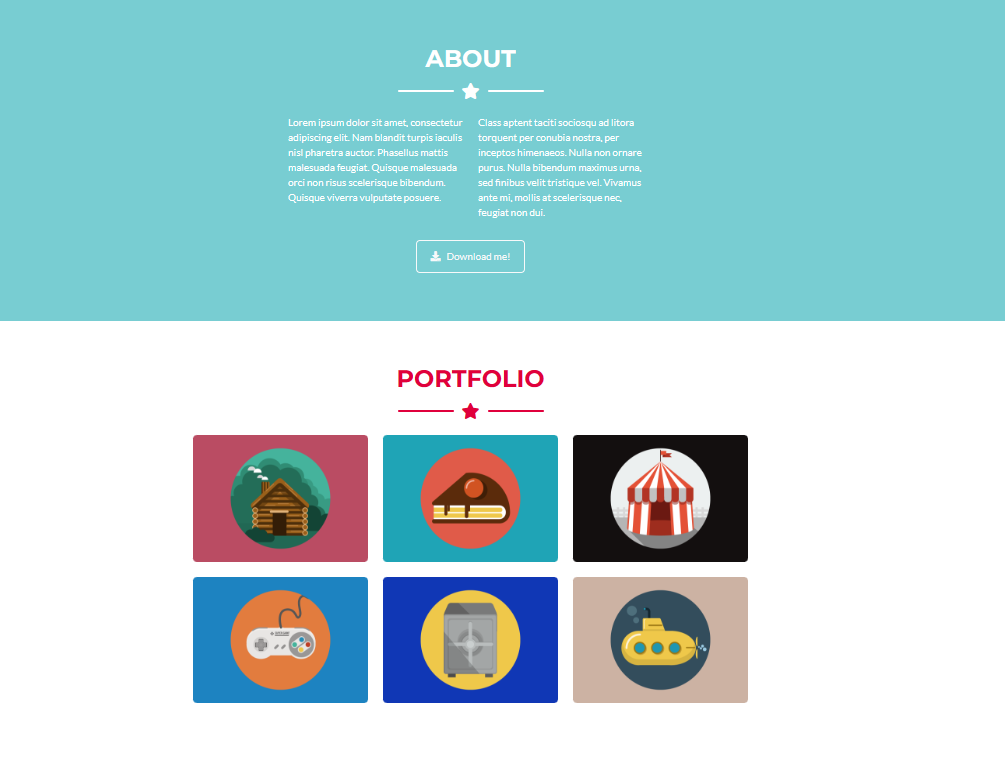 ABOUT
Lorem ipsum dolor sit amet, consectetur
adipiscing elit. Nam blandit turpis iaculis
nisl pharetra auctor. Phasellus mattis
malesuada feugiat. Quisque malesuada
orci non risus scelerisque bibendum.
Quisque viverra vulputate posuere.
Class aptent taciti sociosqu ad litora
torquent per conubia nostra, per
inceptos himenaeos. Nulla non ornare
purus. Nulla bibendum maximus urna,
sed finibus velit tristique vel. Vivamus
ante mi, mollis at scelerisque nec,
feugiat non dui.
Download me!
PORTFOLIO